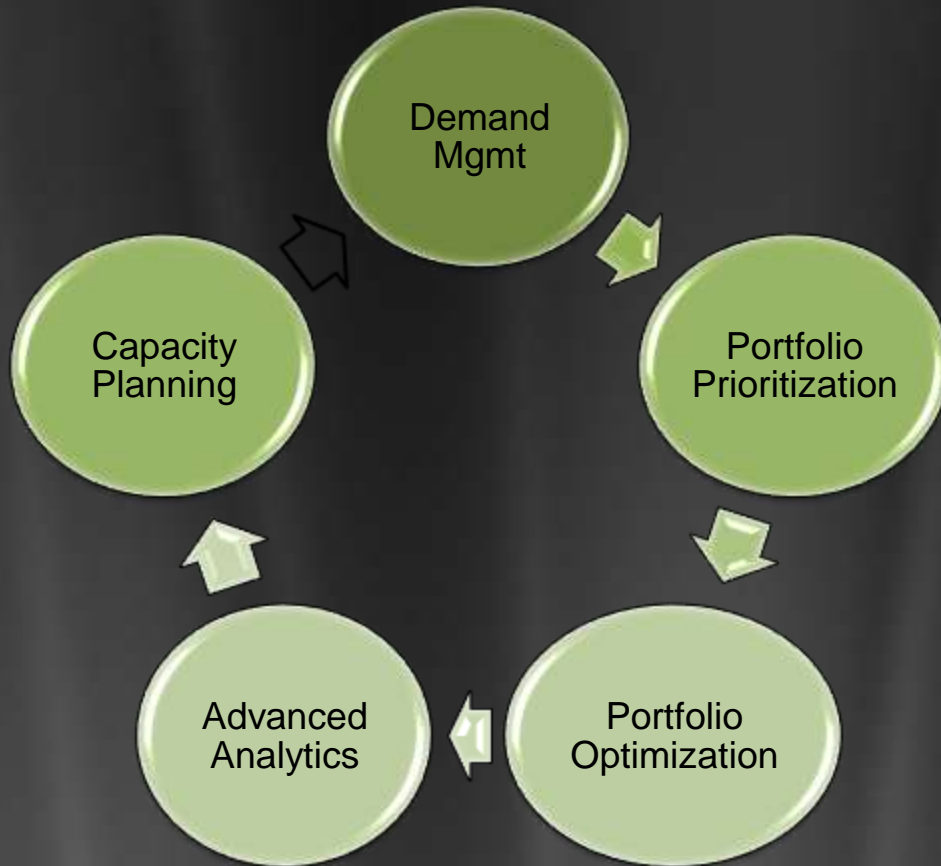 Demand
Mgmt
Portfolio
Prioritization
Portfolio
Optimization
Advanced
Analytics
Capacity
Planning